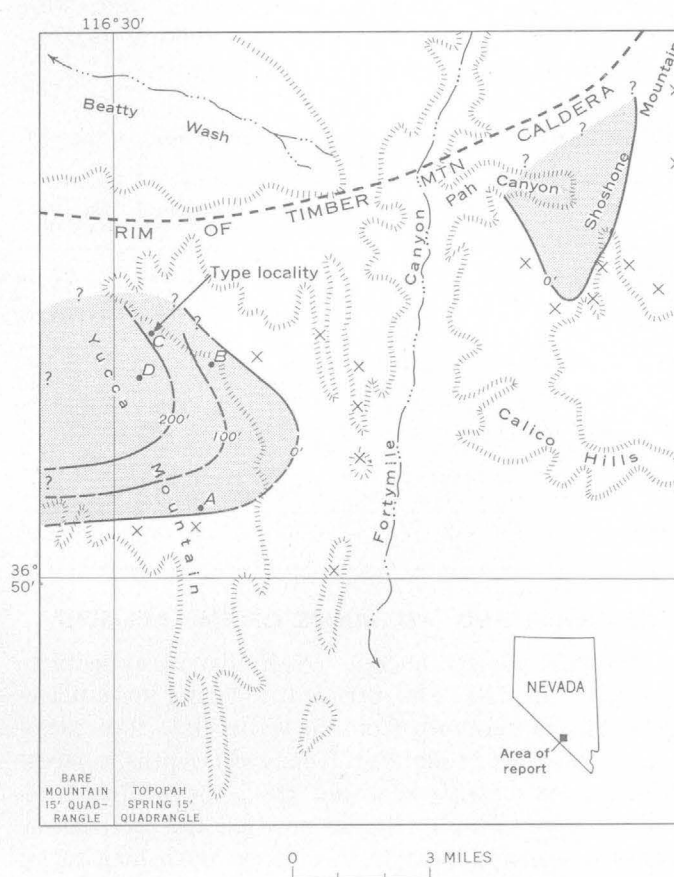 116°30′
Beatty
Wash
RIM OF TIMBER MTN CALDERA
?
?
?
Mountain
Pah Canyon
Shoshone
0'
Canyon
Fortymile
Type locality
?
?
?
?
?
Yucca
Mountain
C
B
D
A
200'
100'
0'
Calico
Hills
36°
50′
NEVADA
Area of
report
BARE
MOUNTAIN
15' QUAD-
RANGLE
TOPOPAH
SPRING 15'
QUADRANGLE
0 3 MILES